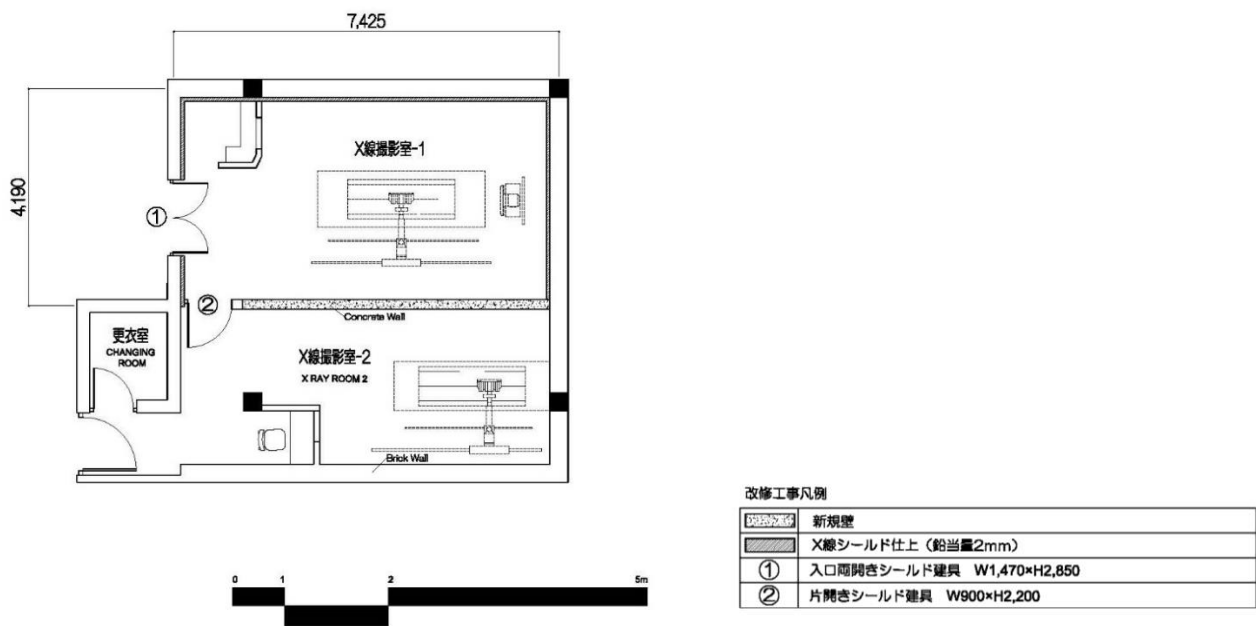 7,425
4,190
X線撮影室-1
①
②
Concrete Wall
更衣室
CHANGING
ROOM
X線撮影室-2
X RAY ROOM 2
Brick Wall
0 1 2 5m
改修工事凡例
新規壁
X線シールド仕上（鉛当量2mm）
① 入口両開きシールド建具 W1,470×H2,850
② 片開きシールド建具 W900×H2,200